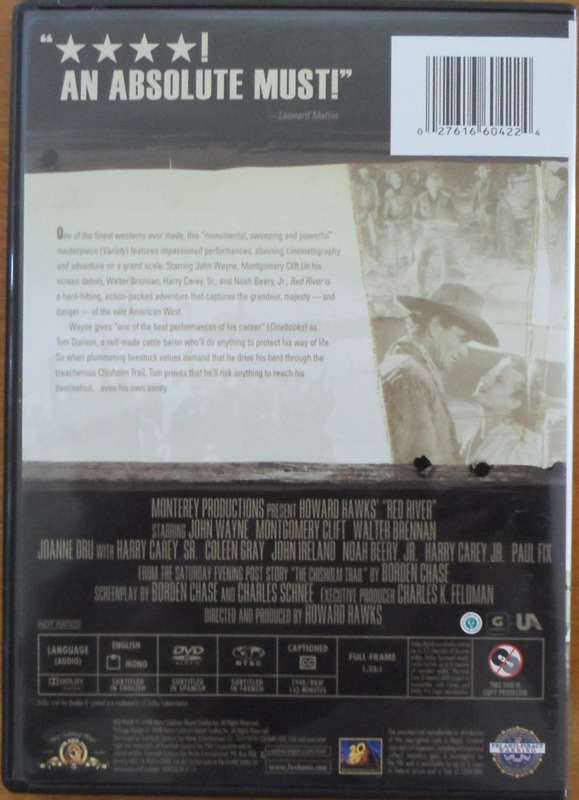 “★★★★!
AN ABSOLUTE MUST!”
— Leonard Maltin
0 27616 60422 4
One of the finest westerns ever made, this "monumental, sweeping and powerful"
masterpiece (Variety) features impassioned performances, stunning cinematography
and adventure on a grand scale. Starring John Wayne, Montgomery Clift (in his
screen debut), Walter Brennan, Harry Carey, Sr., and Noah Beery, Jr., Red River is
a hard-hitting, action-packed adventure that captures the grandeur, majesty — and
danger — of the wild American West.
Wayne gives "one of the best performances of his career" (Cinebooks) as
Tom Dunson, a self-made cattle baron who'll do anything to protect his way of life.
So when plummeting livestock values demand that he drive his herd through the
treacherous Chisholm Trail, Tom proves that he'll risk anything to reach his
destination...even his own sanity.
MONTEREY PRODUCTIONS PRESENT HOWARD HAWKS' "RED RIVER"
STARRING JOHN WAYNE MONTGOMERY CLIFT WALTER BRENNAN
JOANNE DRU WITH HARRY CAREY SR. COLEEN GRAY JOHN IRELAND NOAH BEERY, JR. HARRY CAREY JR. PAUL FIX
FROM THE SATURDAY EVENING POST STORY "THE CHISHOLM TRAIL" BY BORDEN CHASE
SCREENPLAY BY BORDEN CHASE AND CHARLES SCHNEE EXECUTIVE PRODUCER CHARLES K. FELDMAN
DIRECTED AND PRODUCED BY HOWARD HAWKS
NOT RATED
G UA
LANGUAGE (AUDIO)
ENGLISH
MONO
DVD VIDEO
NTSC
CAPTIONED
FULL FRAME
1.33:1
DOLBY
SUBTITLED IN ENGLISH
SUBTITLED IN SPANISH
SUBTITLED IN FRENCH
1948/B&W
133 MINUTES
THIS DVD IS
COPY PROTECTED
www.foxhome.com